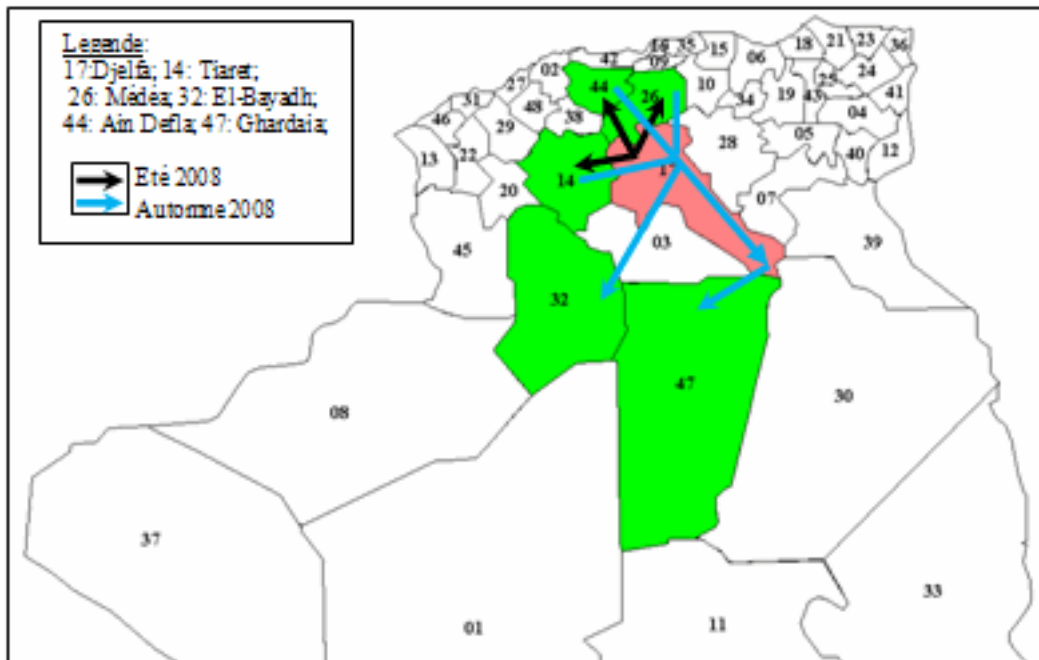 Legende:
17:Djelfa; 14: Tiaret;
26: Médéa; 32: El-Bayadh;
44: Ain Defla; 47: Ghardaia;
Eté 2008
Automne 2008
16 35 15 18 21 23 36
42 09 06
02 44 26 10 24
27 25
31 48 34 19 43 41
46 29 38 04
28 05
13 22 40 12
14 17
20 07
03 39
45
32
47
08 30
37
33
01 11